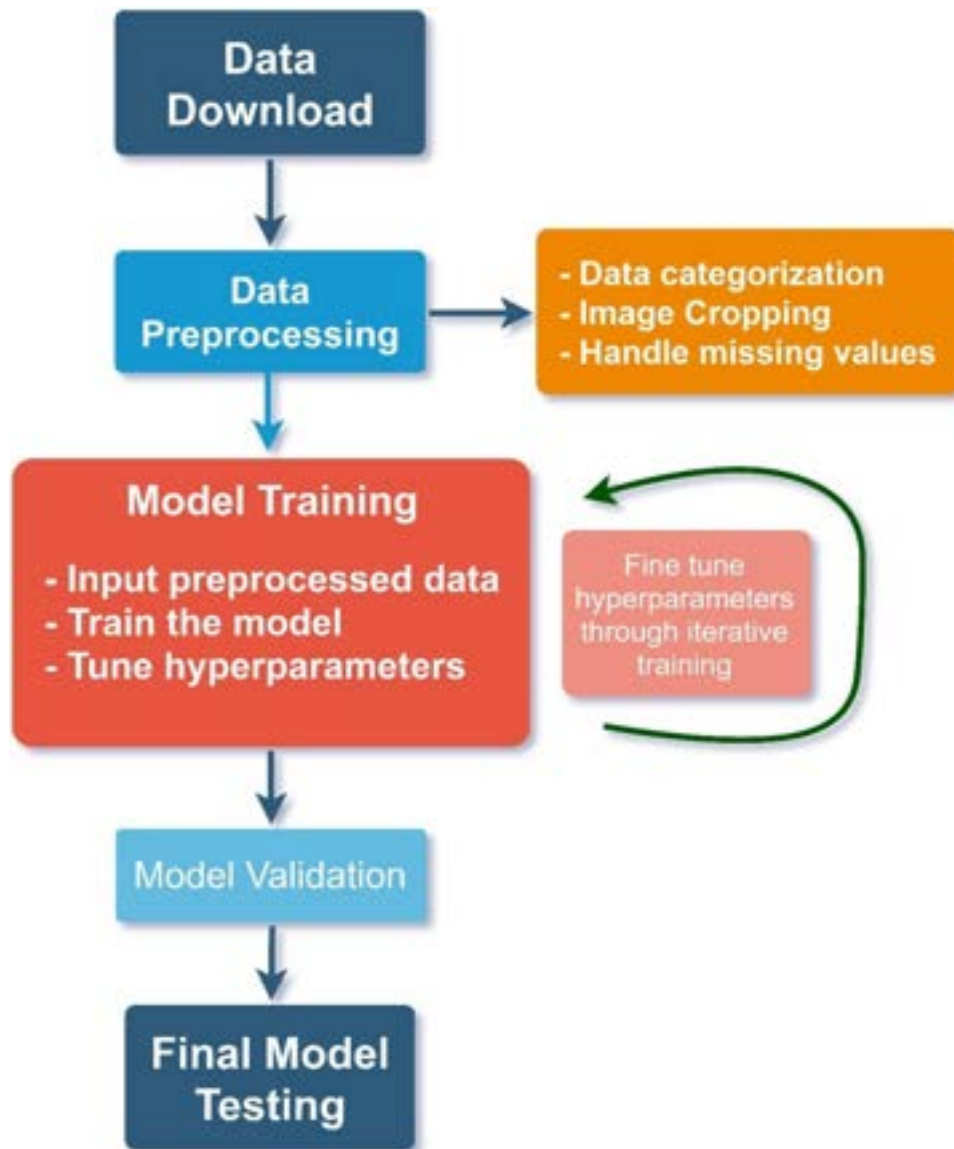 Data
Download
Data
Preprocessing
- Data categorization
- Image Cropping
- Handle missing values
Model Training
- Input preprocessed data
- Train the model
- Tune hyperparameters
Fine tune
hyperparameters
through iterative
training
Model Validation
Final Model
Testing